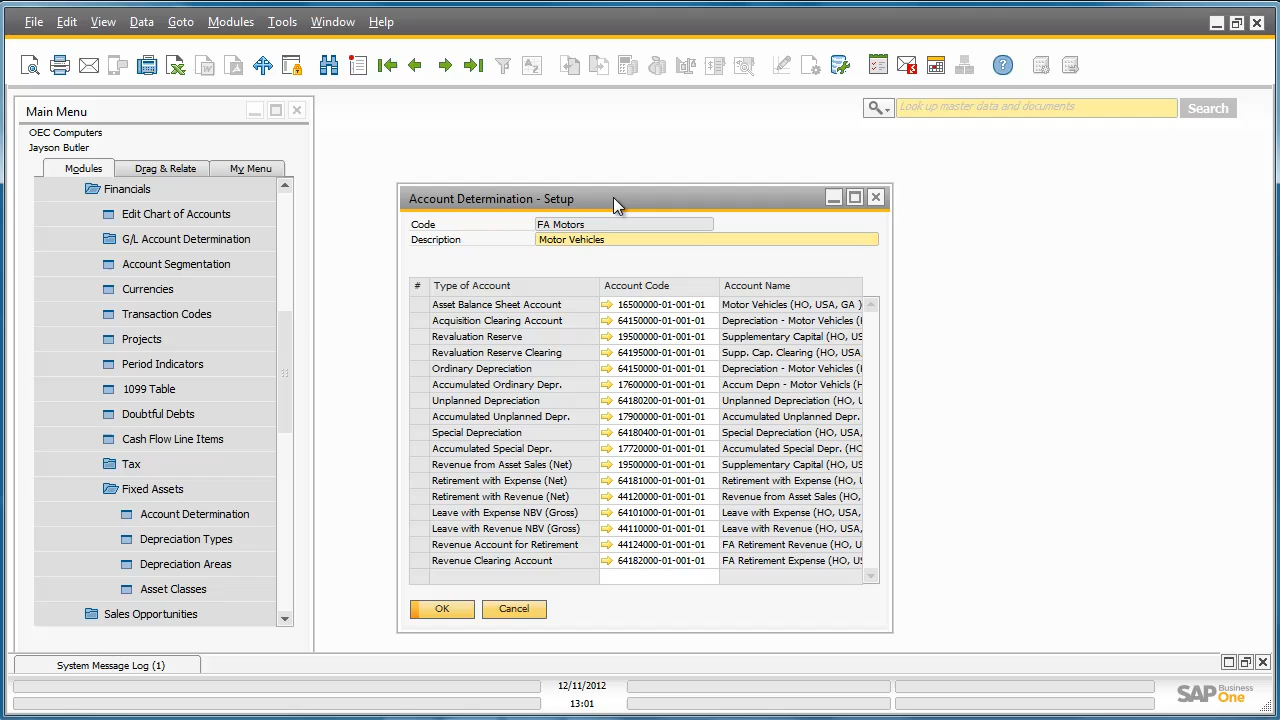 File Edit View Data Goto Modules Tools Window Help
Look up master data and documents
Search
Main Menu
OEC Computers
Jayson Butler
Modules Drag & Relate My Menu
Financials
Edit Chart of Accounts
G/L Account Determination
Account Segmentation
Currencies
Transaction Codes
Projects
Period Indicators
1099 Table
Doubtful Debts
Cash Flow Line Items
Tax
Fixed Assets
Account Determination
Depreciation Types
Depreciation Areas
Asset Classes
Sales Opportunities
Account Determination - Setup
Code FA Motors
Description Motor Vehicles
# Type of Account Account Code Account Name
Asset Balance Sheet Account 16500000-01-001-01 Motor Vehicles (HO, USA, GA )
Acquisition Clearing Account 64150000-01-001-01 Depreciation - Motor Vehicles (
Revaluation Reserve 19500000-01-001-01 Supplementary Capital (HO, US
Revaluation Reserve Clearing 64195000-01-001-01 Supp. Cap. Clearing (HO, USA,
Ordinary Depreciation 64150000-01-001-01 Depreciation - Motor Vehicles (
Accumulated Ordinary Depr. 17600000-01-001-01 Accum Depn - Motor Vehicls (H
Unplanned Depreciation 64180200-01-001-01 Unplanned Depreciation (HO, U
Accumulated Unplanned Depr. 17900000-01-001-01 Accumulated Unplanned Depr.
Special Depreciation 64180400-01-001-01 Special Depreciation (HO, USA,
Accumulated Special Depr. 17720000-01-001-01 Accumulated Special Depr. (HO
Revenue from Asset Sales (Net) 19500000-01-001-01 Supplementary Capital (HO, US
Retirement with Expense (Net) 64181000-01-001-01 Retirement with Expense (HO, U
Retirement with Revenue (Net) 44120000-01-001-01 Revenue from Asset Sales (HO,
Leave with Expense NBV (Gross) 64101000-01-001-01 Leave with Expense (HO, USA,
Leave with Revenue NBV (Gross) 44110000-01-001-01 Leave with Revenue (HO, USA,
Revenue Account for Retirement 44124000-01-001-01 FA Retirement Revenue (HO, U
Revenue Clearing Account 64182000-01-001-01 FA Retirement Expense (HO, US
OK Cancel
System Message Log (1)
12/11/2012
13:01
SAP Business One